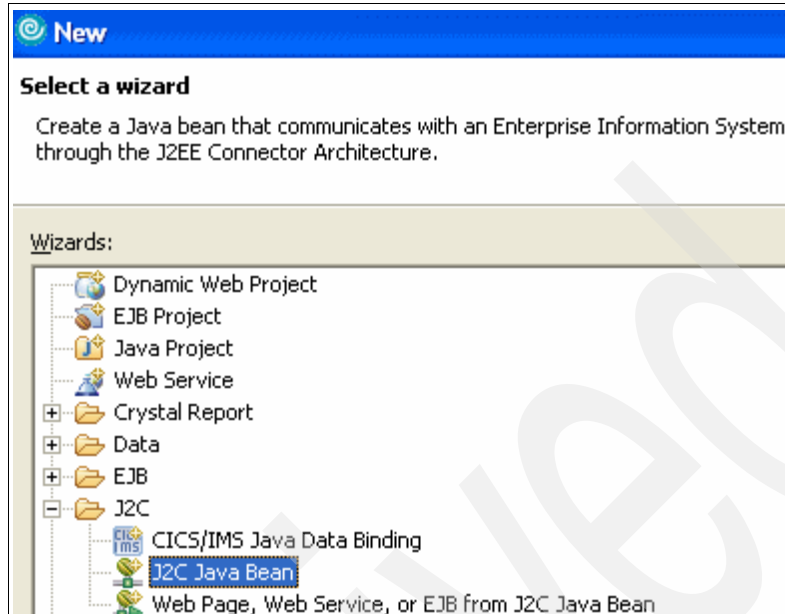 New
Select a wizard
Create a Java bean that communicates with an Enterprise Information System
through the J2EE Connector Architecture.
Wizards:
Dynamic Web Project
EJB Project
Java Project
Web Service
Crystal Report
Data
EJB
J2C
CICS/IMS Java Data Binding
J2C Java Bean
Web Page, Web Service, or EJB from J2C Java Bean